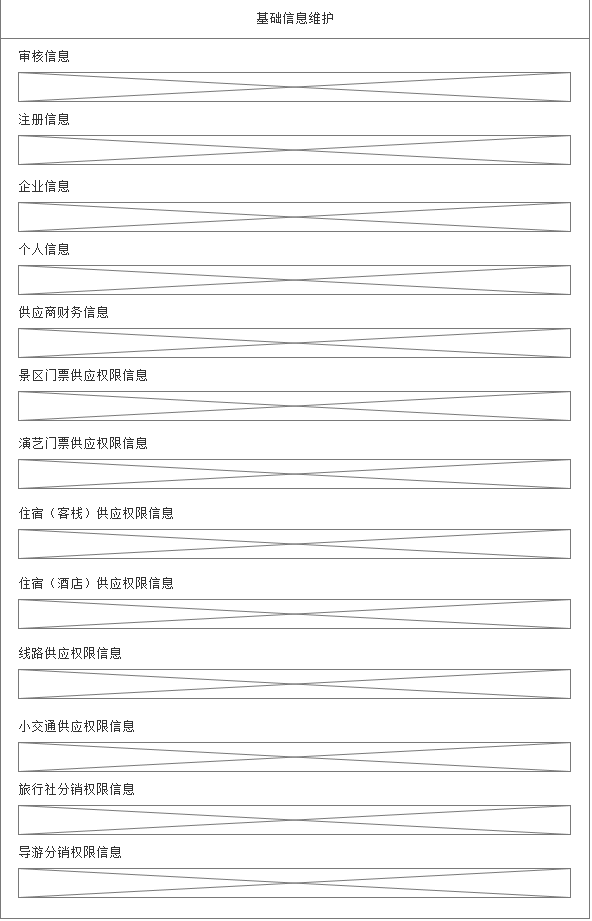 基础信息维护
审核信息
注册信息
企业信息
个人信息
供应商财务信息
景区门票供应权限信息
演艺门票供应权限信息
住宿（客栈）供应权限信息
住宿（酒店）供应权限信息
线路供应权限信息
小交通供应权限信息
旅行社分销权限信息
导游分销权限信息